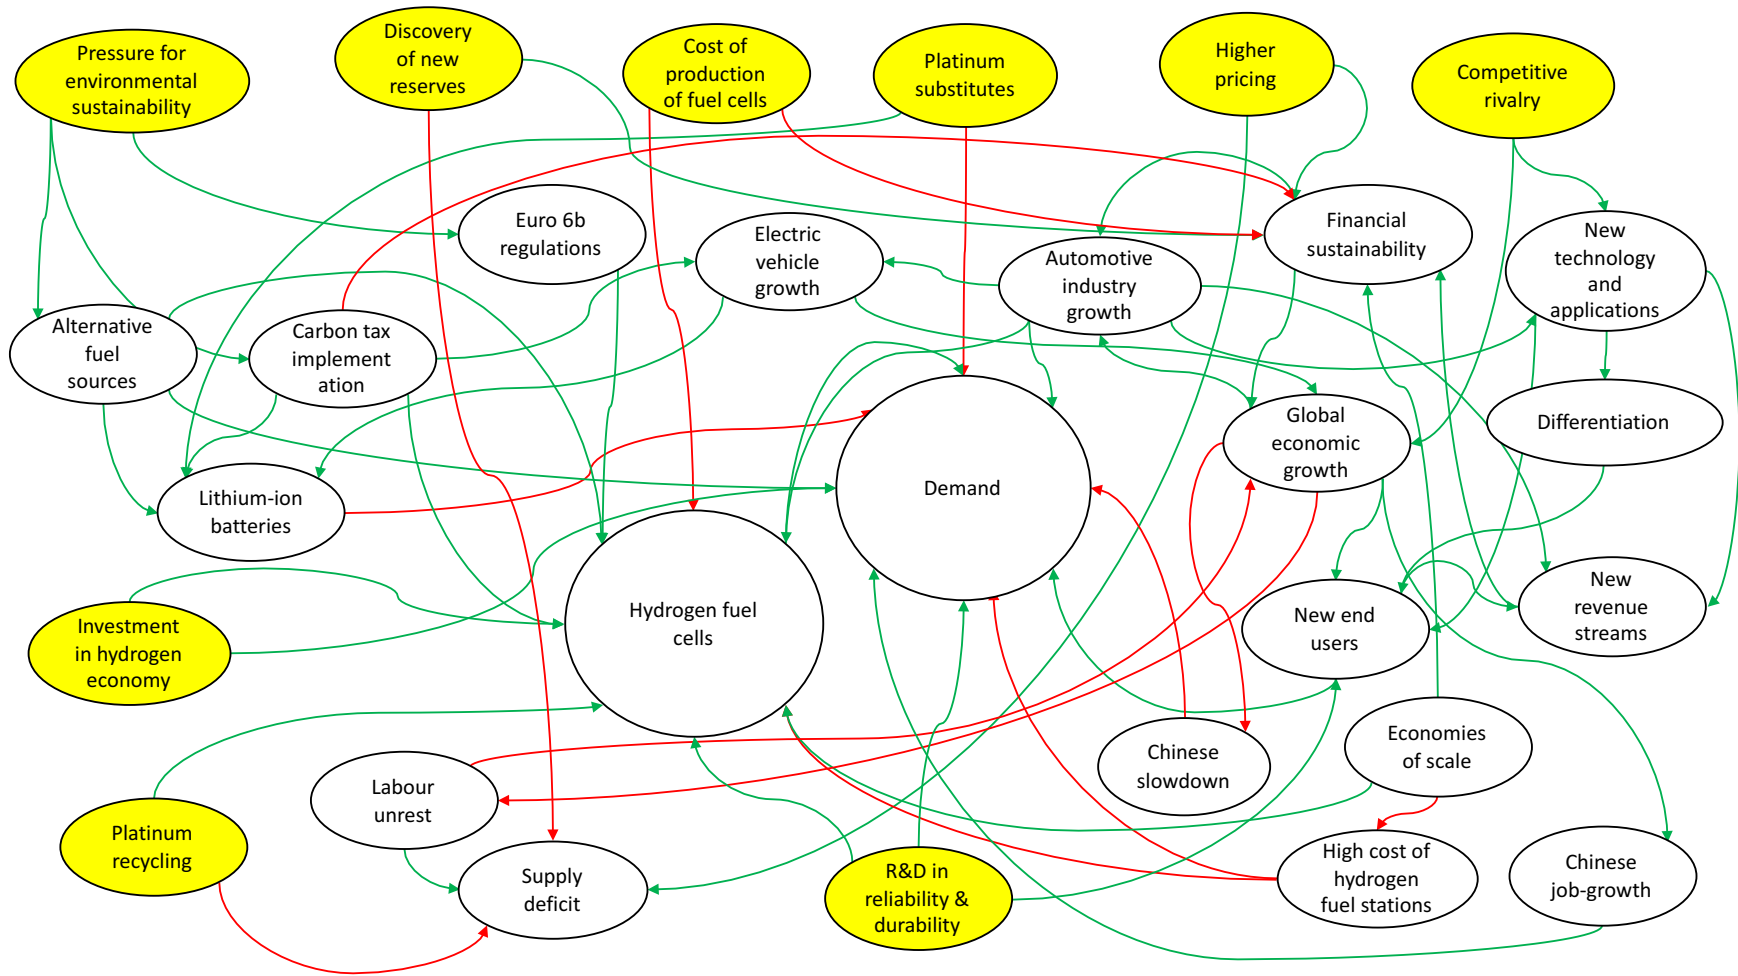 Pressure for
environmental
sustainability
Discovery
of new
reserves
Cost of
production
of fuel cells
Platinum
substitutes
Higher
pricing
Competitive
rivalry
Euro 6b
regulations
Electric
vehicle
growth
Automotive
industry
growth
Financial
sustainability
New
technology
and
applications
Alternative
fuel
sources
Carbon tax
implement
ation
Global
economic
growth
Differentiation
Lithium-ion
batteries
Demand
Hydrogen fuel
cells
New end
users
New
revenue
streams
Investment
in hydrogen
economy
Labour
unrest
Chinese
slowdown
Economies
of scale
Platinum
recycling
Supply
deficit
R&D in
reliability &
durability
High cost of
hydrogen
fuel stations
Chinese
job-growth